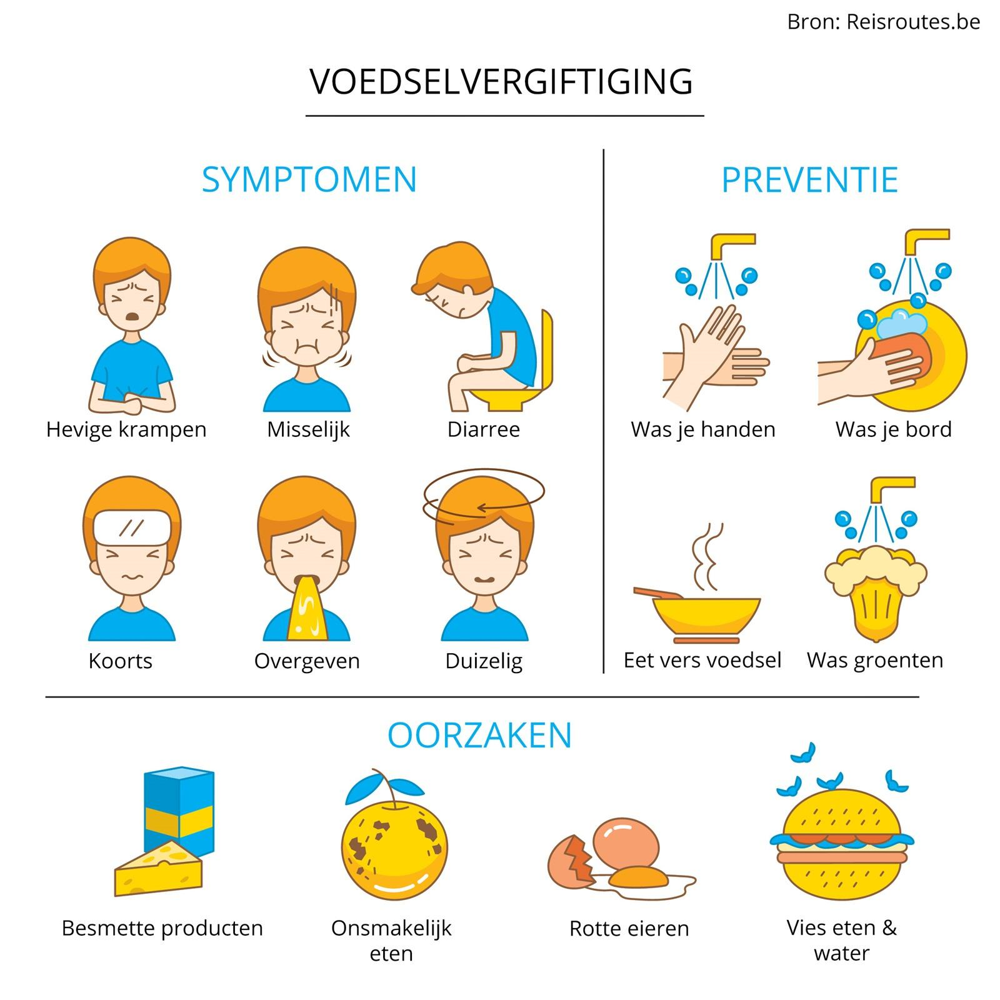 Bron: Reisroutes.be
VOEDSELVERGIFTIGING
SYMPTOMEN
Hevige krampen
Misselijk
Diarree
Koorts
Overgeven
Duizelig
PREVENTIE
Was je handen
Was je bord
Eet vers voedsel
Was groenten
OORZAKEN
Besmette producten
Onsmakelijk
eten
Rotte eieren
Vies eten &
water